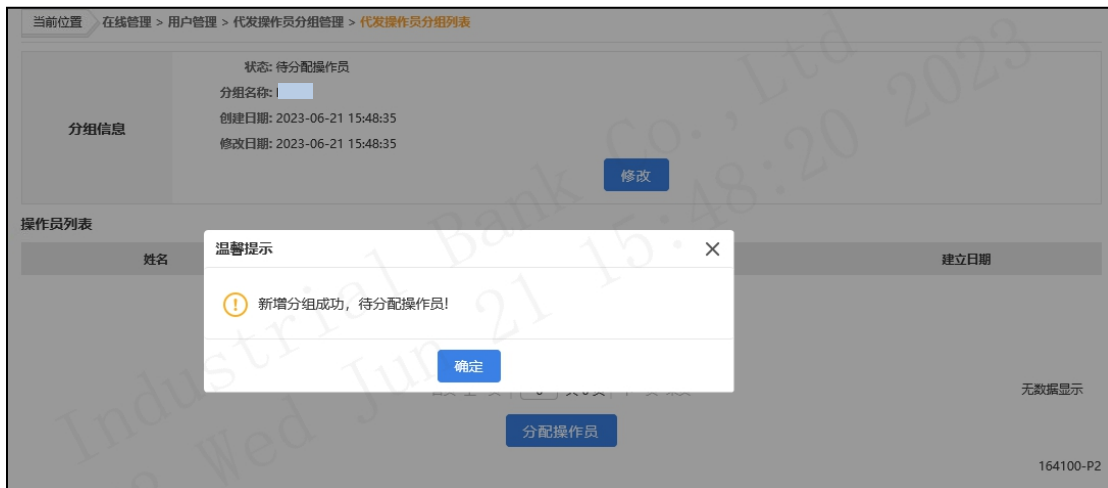 当前位置 在线管理 > 用户管理 > 代发操作员分组管理 > 代发操作员分组列表
分组信息
状态: 待分配操作员
分组名称:
创建日期: 2023-06-21 15:48:35
修改日期: 2023-06-21 15:48:35
修改
操作员列表
姓名 建立日期
温馨提示
新增分组成功，待分配操作员!
确定
无数据显示
分配操作员
164100-P2
Industrial Bank Co., Ltd
Wed Jun 21 15:48:20 2023